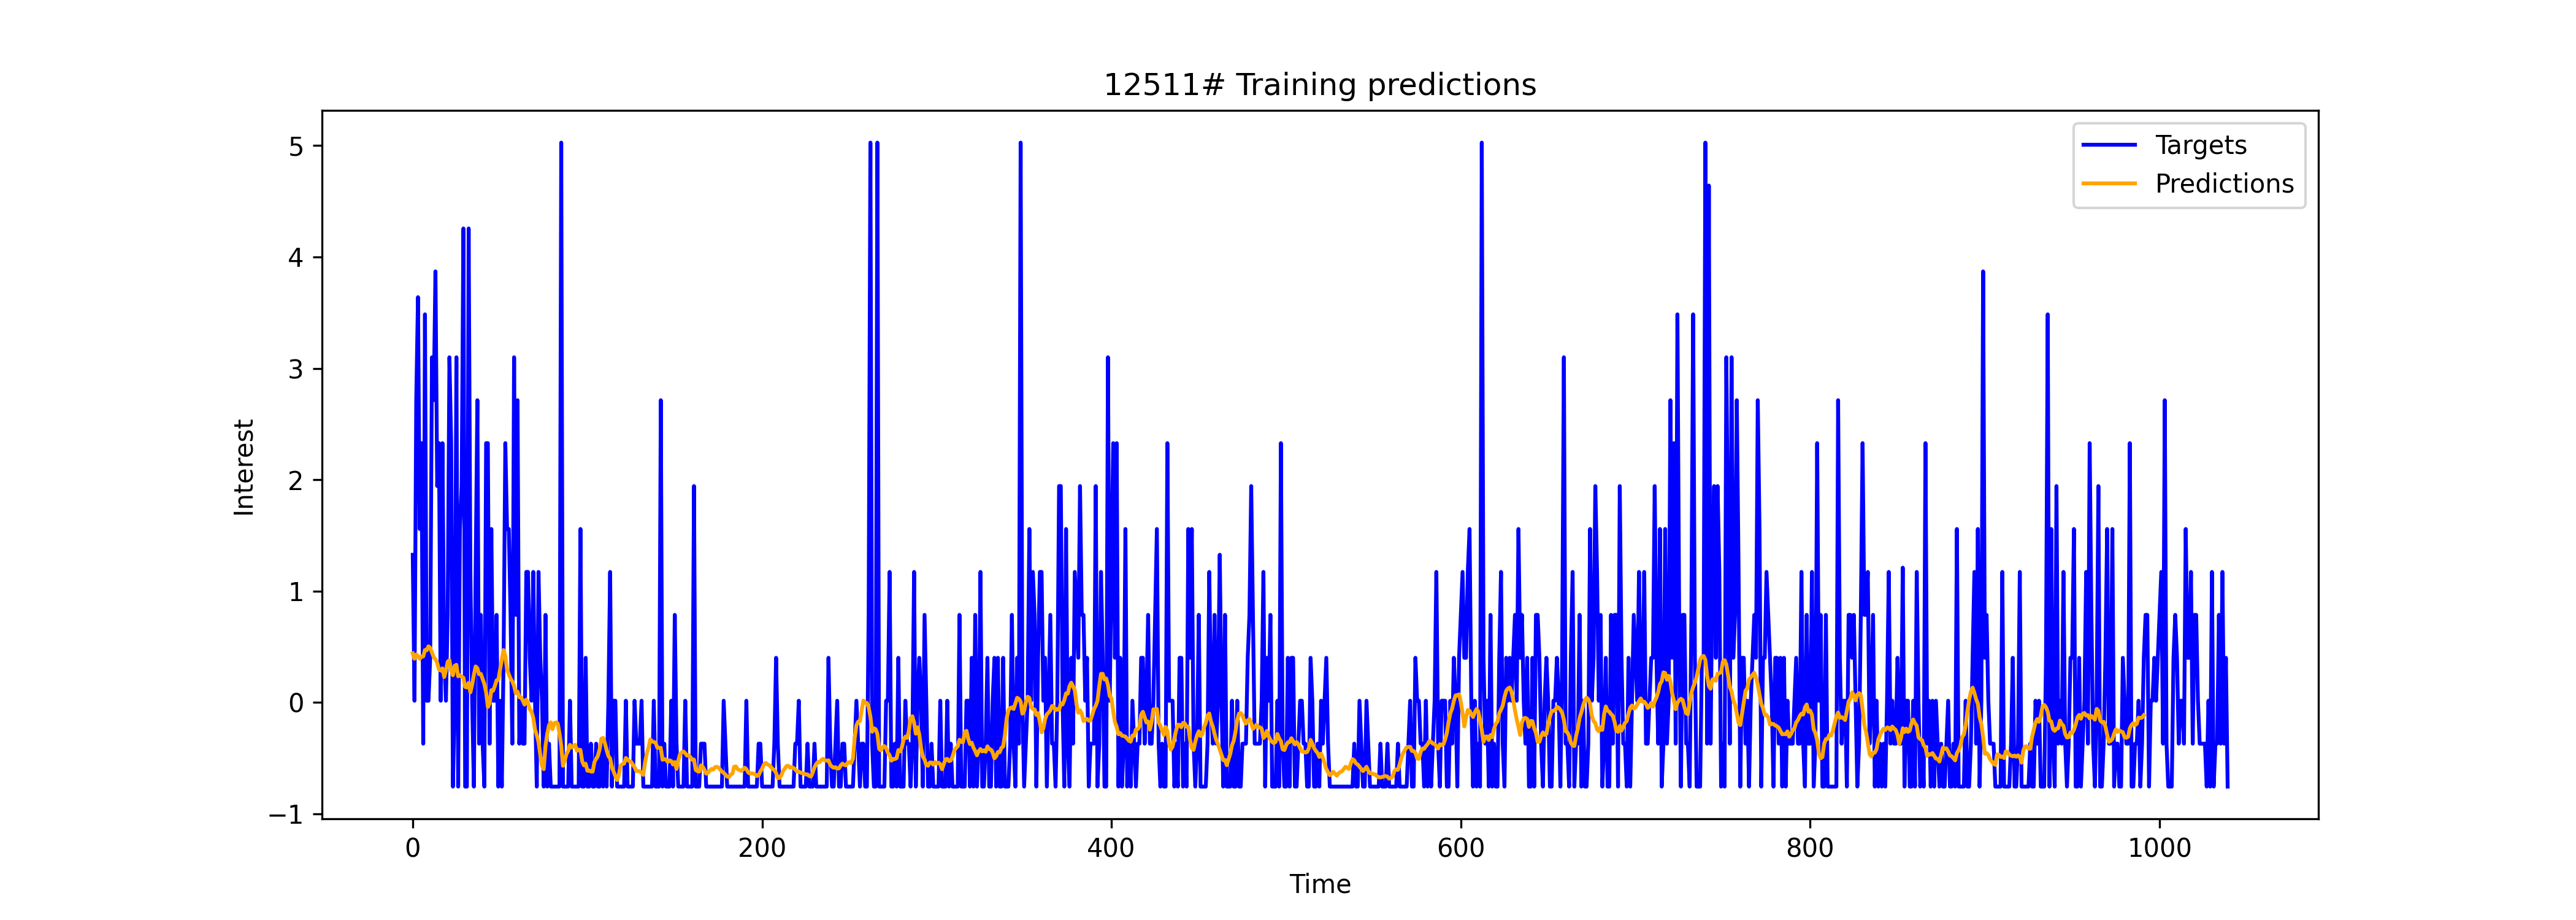 12511# Training predictions
Targets
Predictions
5
4
3
2
1
0
−1
Interest
0
200
400
600
800
1000
Time